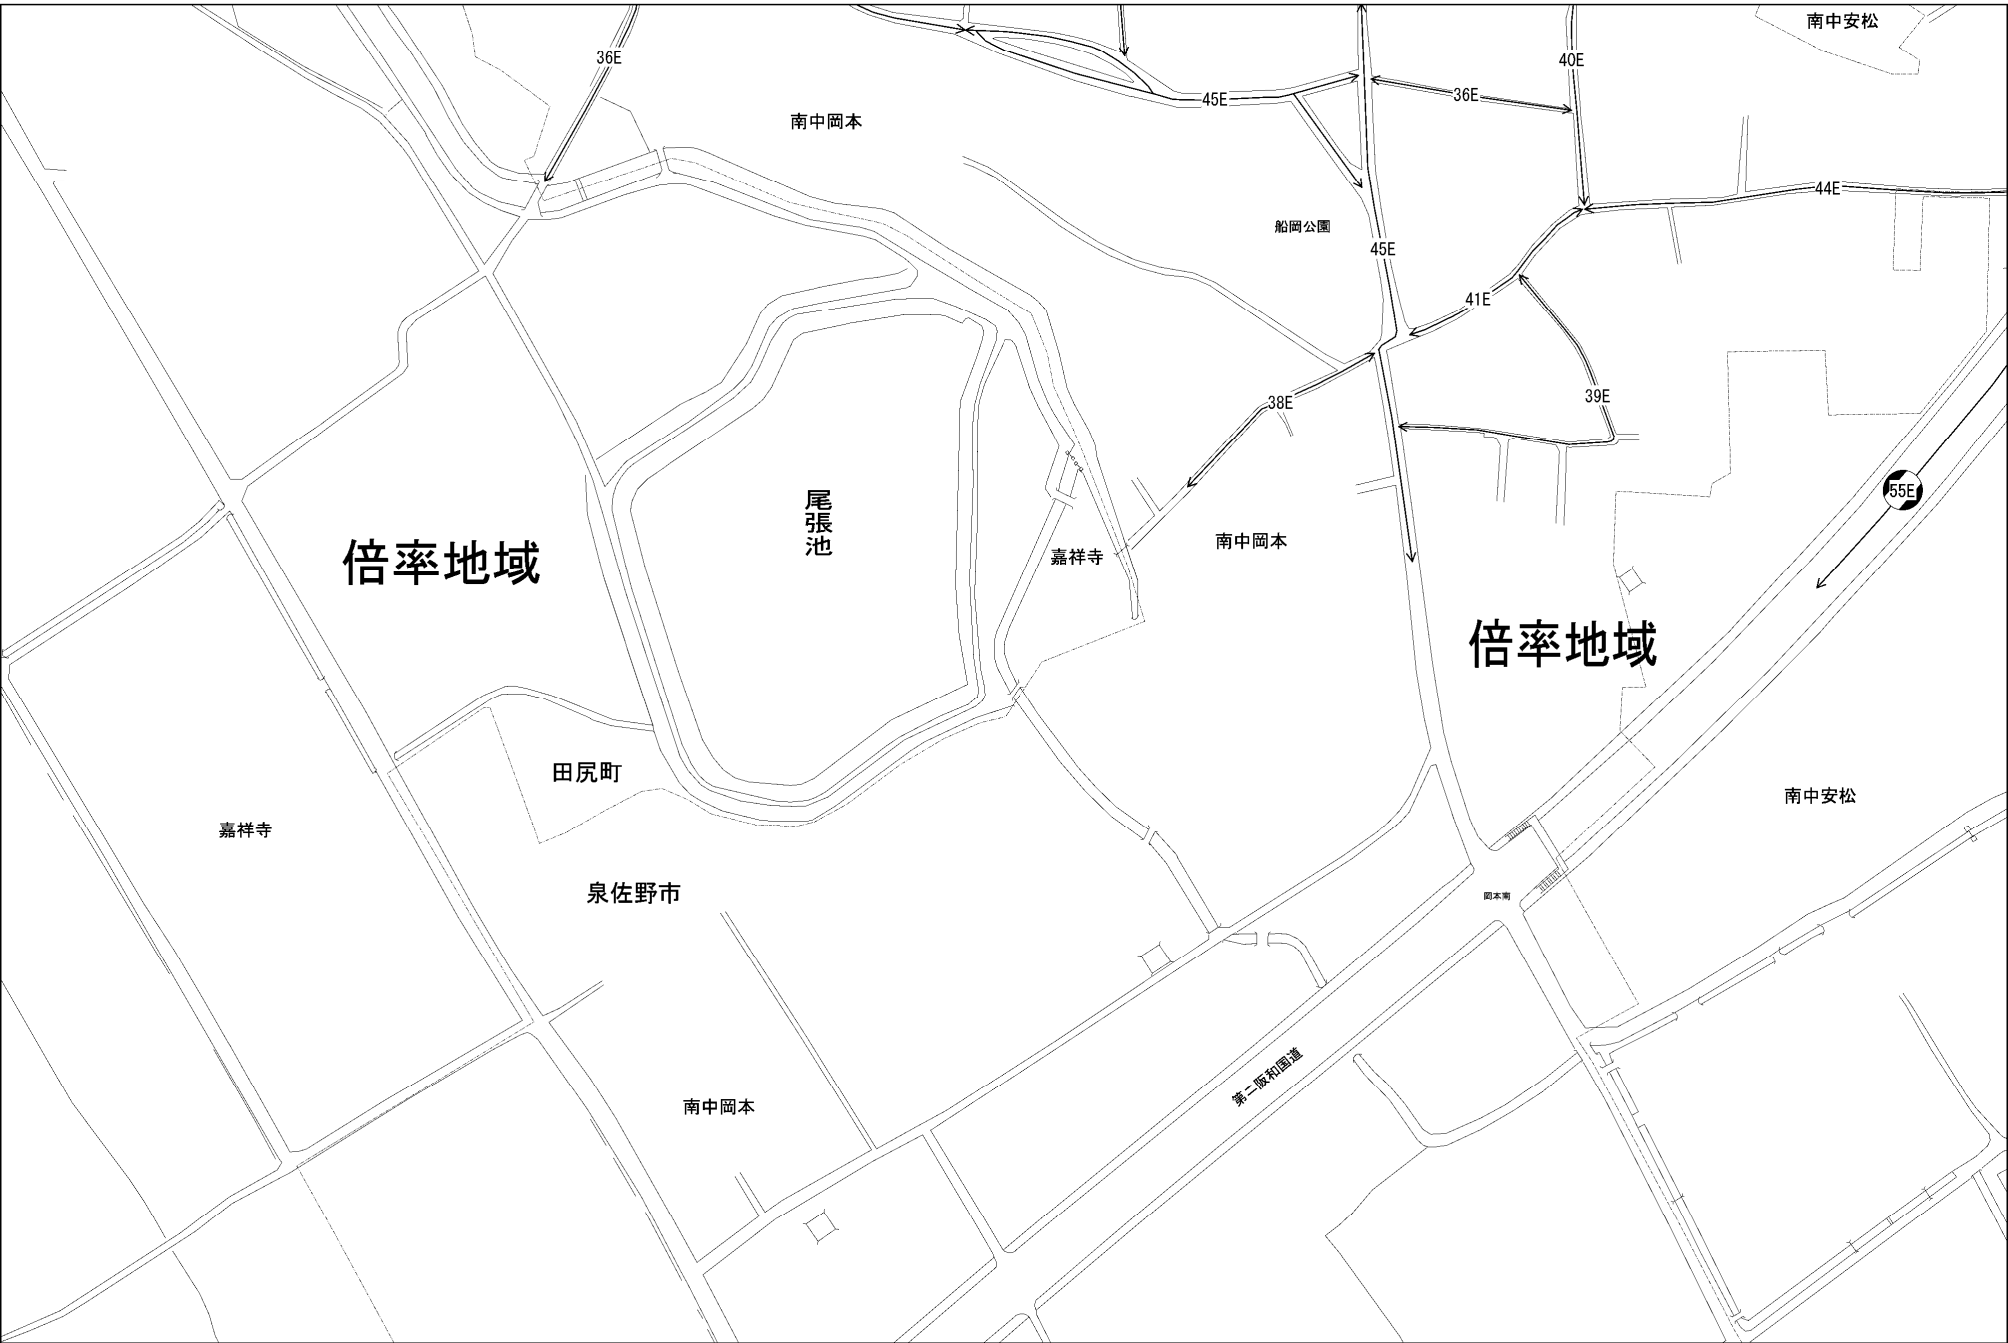 南中安松
36E
40E
36E
45E
南中岡本
44E
船岡公園
45E
41E
39E
38E
55E
尾張池
南中岡本
嘉祥寺
倍率地域
倍率地域
田尻町
南中安松
嘉祥寺
泉佐野市
岡本南
第二阪和国道
南中岡本